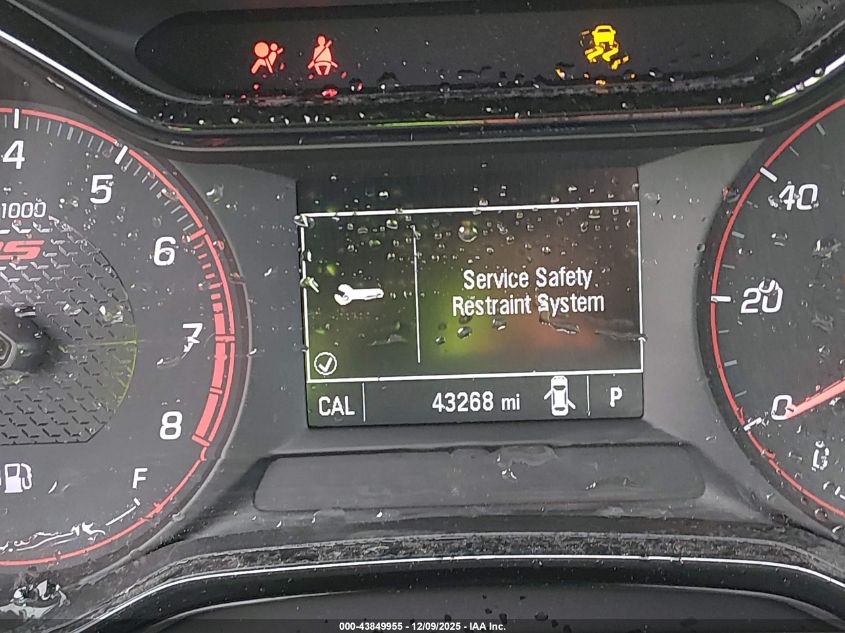 4
5
1000
RS
6
7
8
F
Service Safety
Restraint System
CAL
43268 mi
P
40
20
0
000-43849955 - 12/09/2025 - IAA Inc.